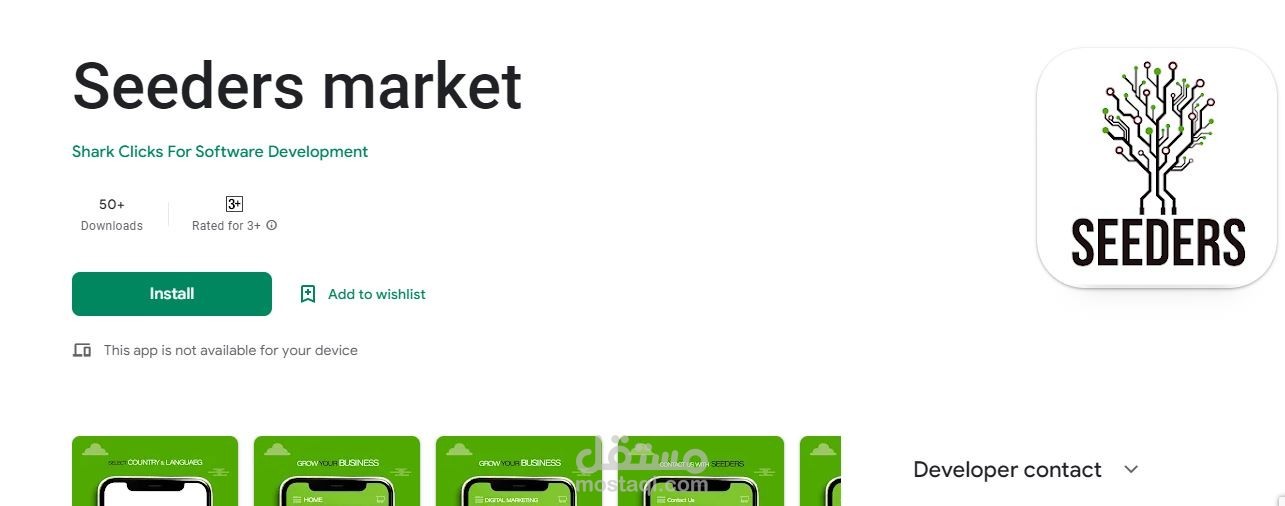 Seeders market
Shark Clicks For Software Development
50+
Downloads
3+
Rated for 3+
Install
Add to wishlist
This app is not available for your device
SEEDERS
SELECT COUNTRY & LANGUAEG
GROW YOUR BUSINESS
HOME
GROW YOUR BUSINESS
DIGITAL MARKETING
CONTACT US WITH SEEDERS
Contact Us
مستقل
mostaql.com
Developer contact